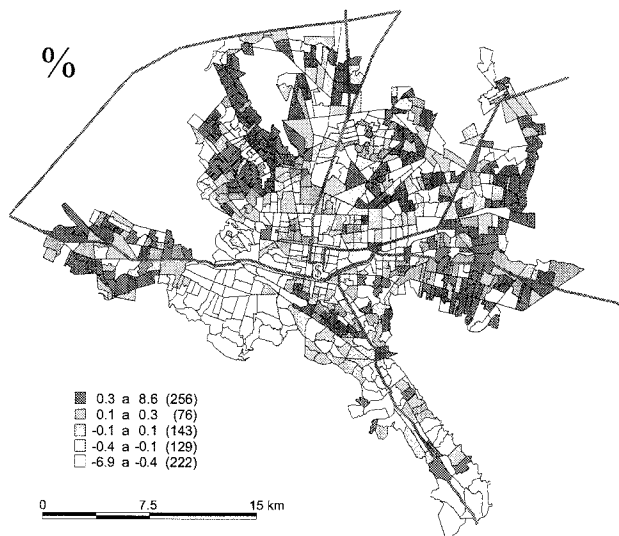 %
0.3 a 8.6 (256)
0.1 a 0.3 (76)
-0.1 a 0.1 (143)
-0.4 a -0.1 (129)
-6.9 a -0.4 (222)
0 7.5 15 km